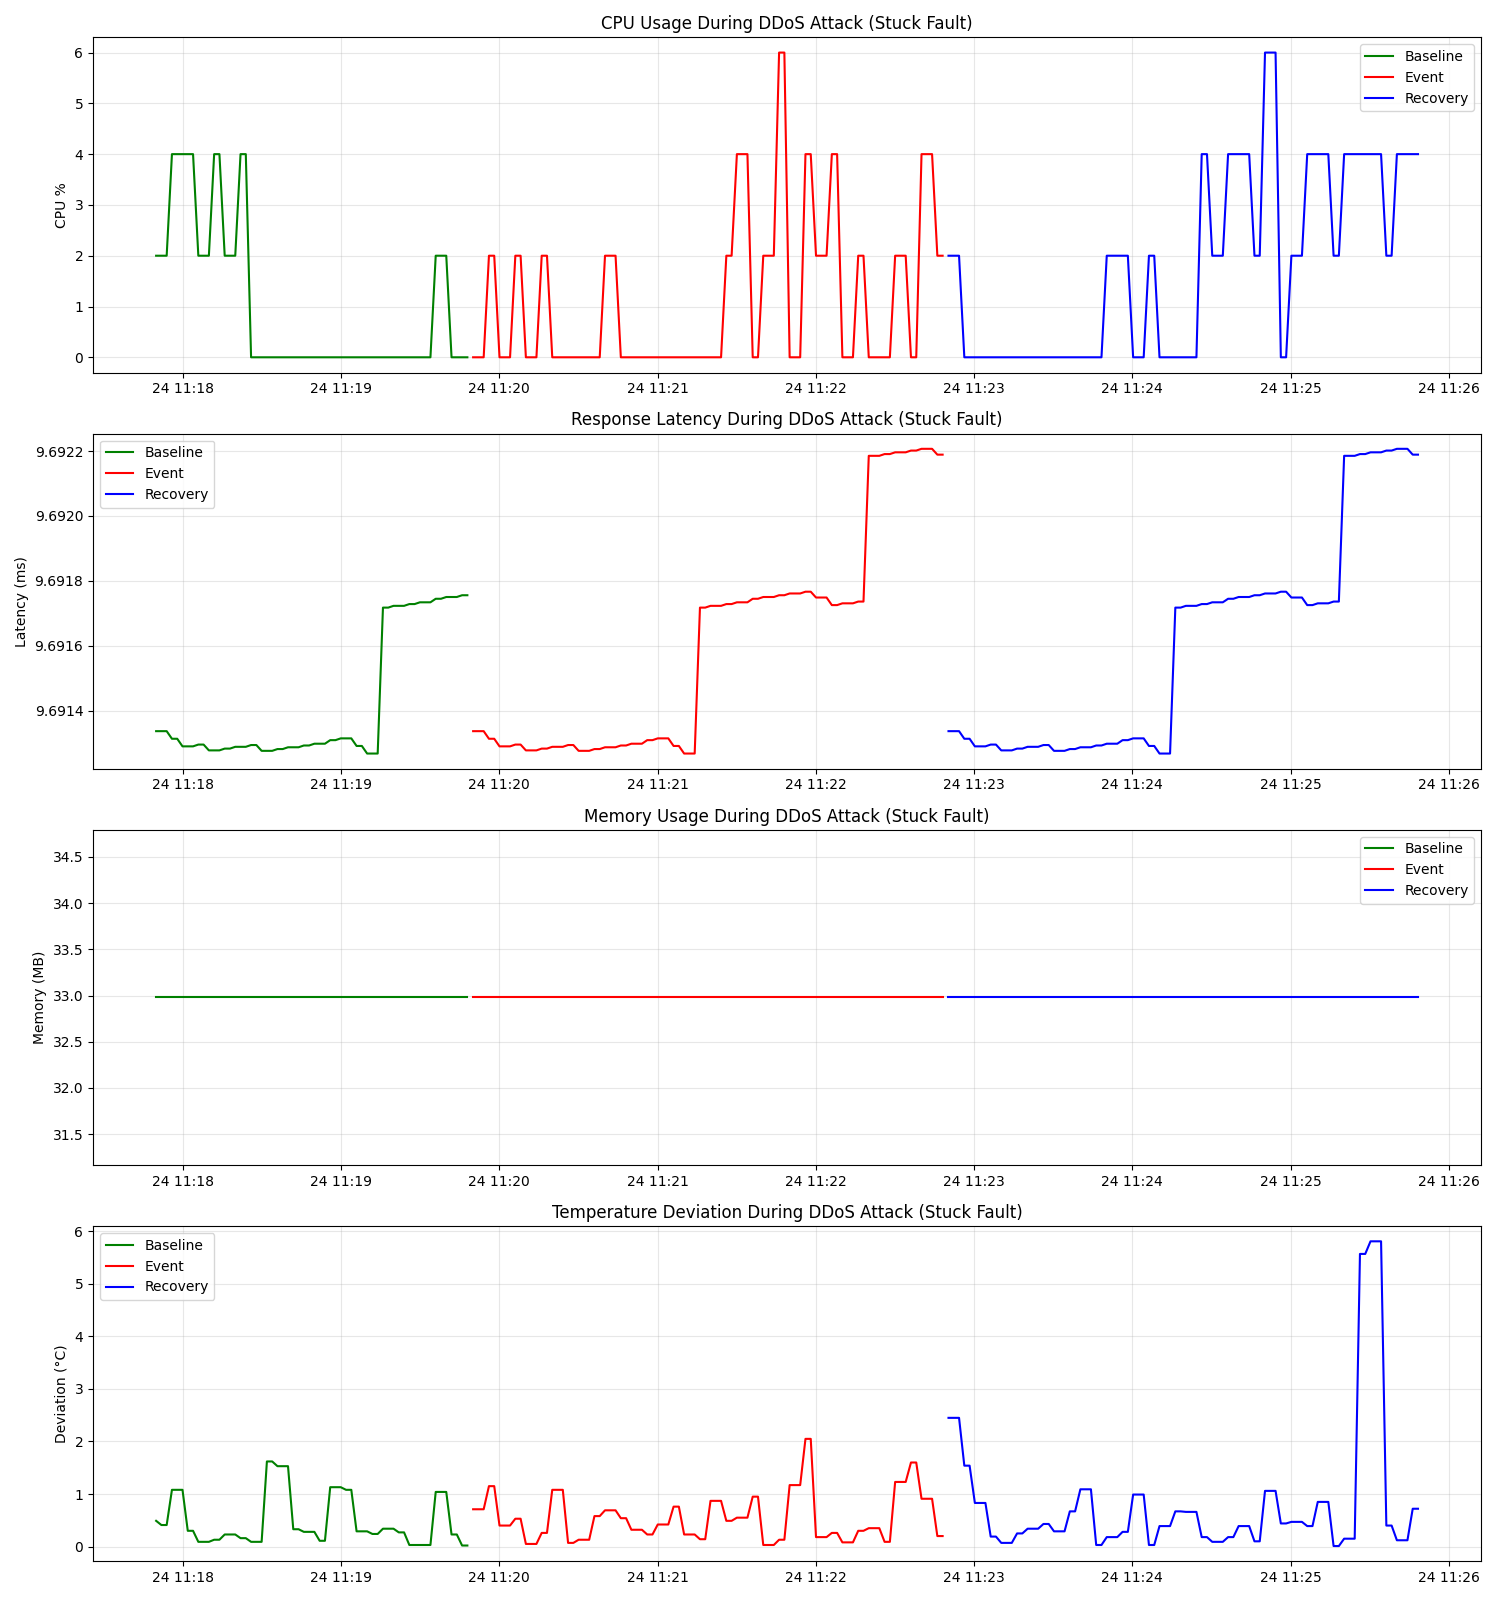 CPU Usage During DDoS Attack (Stuck Fault)
CPU %
6
5
4
3
2
1
0
Baseline
Event
Recovery
24 11:18 24 11:19 24 11:20 24 11:21 24 11:22 24 11:23 24 11:24 24 11:25 24 11:26
Response Latency During DDoS Attack (Stuck Fault)
Latency (ms)
9.6922
9.6920
9.6918
9.6916
9.6914
Baseline
Event
Recovery
24 11:18 24 11:19 24 11:20 24 11:21 24 11:22 24 11:23 24 11:24 24 11:25 24 11:26
Memory Usage During DDoS Attack (Stuck Fault)
Memory (MB)
34.5
34.0
33.5
33.0
32.5
32.0
31.5
Baseline
Event
Recovery
24 11:18 24 11:19 24 11:20 24 11:21 24 11:22 24 11:23 24 11:24 24 11:25 24 11:26
Temperature Deviation During DDoS Attack (Stuck Fault)
Deviation (°C)
6
5
4
3
2
1
0
Baseline
Event
Recovery
24 11:18 24 11:19 24 11:20 24 11:21 24 11:22 24 11:23 24 11:24 24 11:25 24 11:26